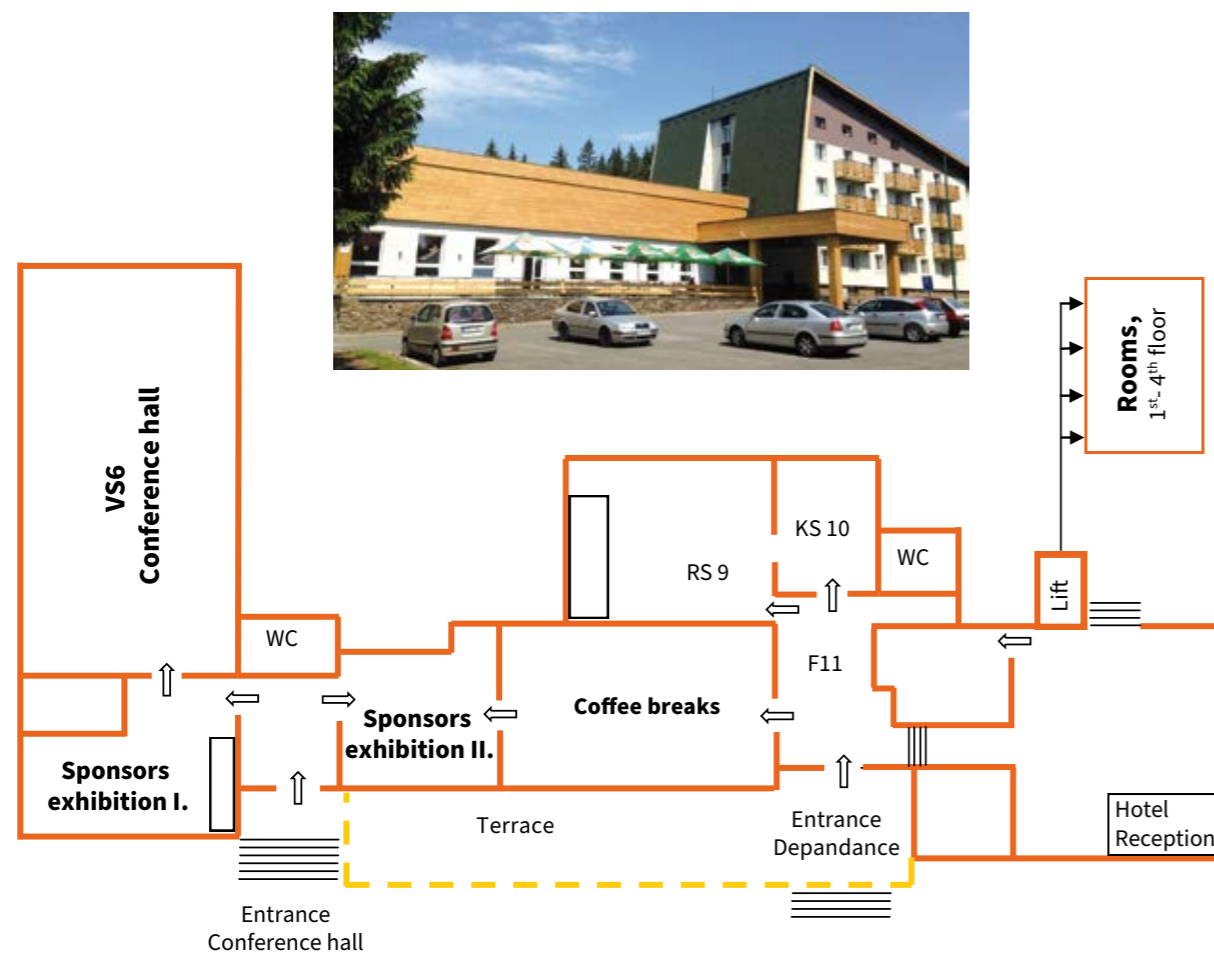 Rooms,
1st- 4th floor
VS6
Conference hall
KS 10
WC
RS 9
Lift
WC
F11
Coffee breaks
Sponsors
exhibition II.
Sponsors
exhibition I.
Terrace
Entrance
Depandance
Hotel
Reception
Entrance
Conference hall